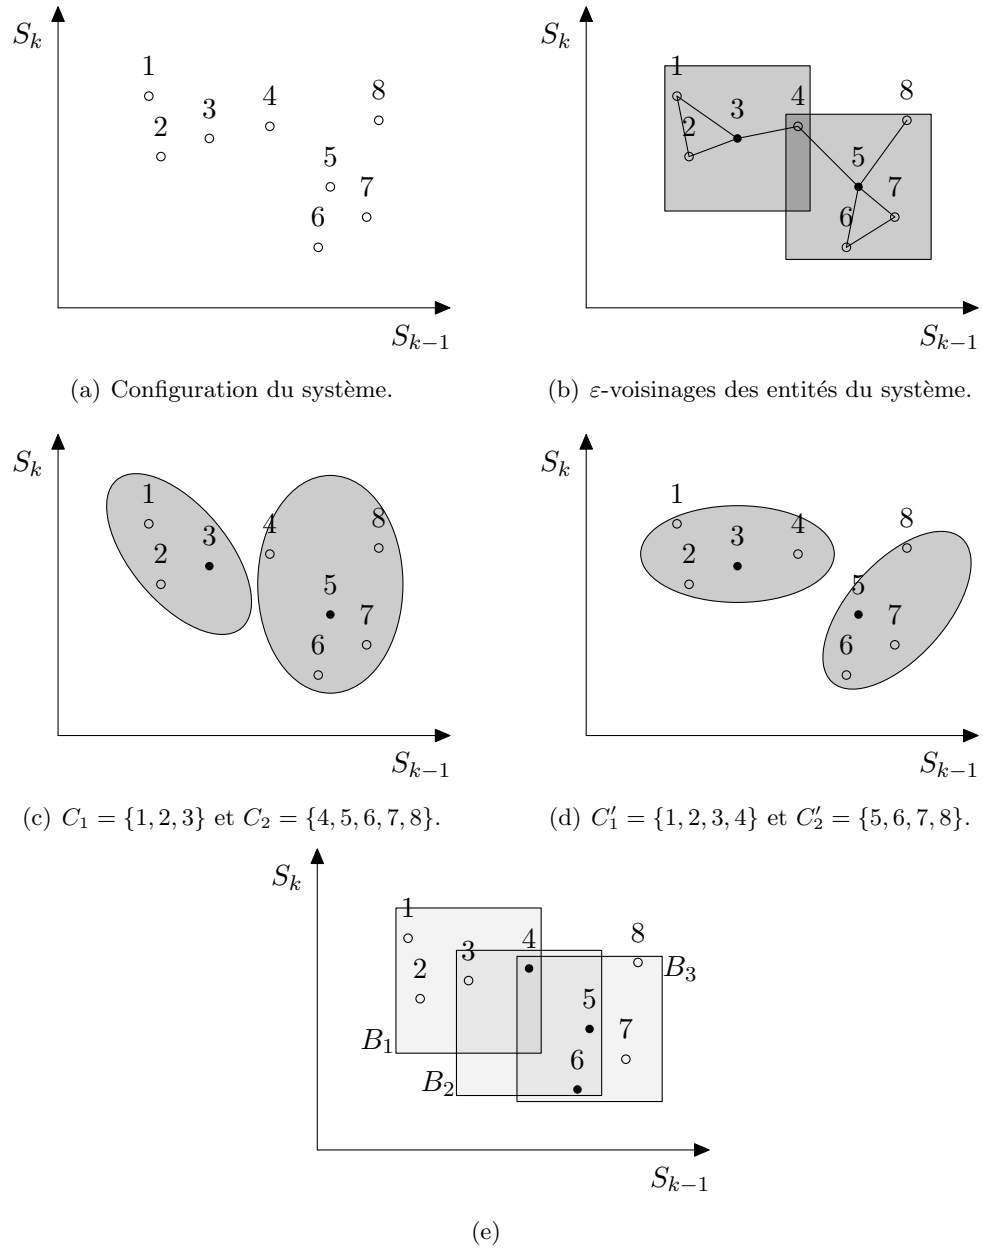 S_k
1
2
3
4
5
6
7
8
S_{k−1}
(a) Configuration du système.
S_k
1
2
3
4
5
6
7
8
S_{k−1}
(b) ε-voisinages des entités du système.
S_k
1
2
3
4
5
6
7
8
S_{k−1}
(c) C_1 = {1, 2, 3} et C_2 = {4, 5, 6, 7, 8}.
S_k
1
2
3
4
5
6
7
8
S_{k−1}
(d) C′_1 = {1, 2, 3, 4} et C′_2 = {5, 6, 7, 8}.
S_k
1
2
3
4
5
6
7
8
B_1
B_2
B_3
S_{k−1}
(e)